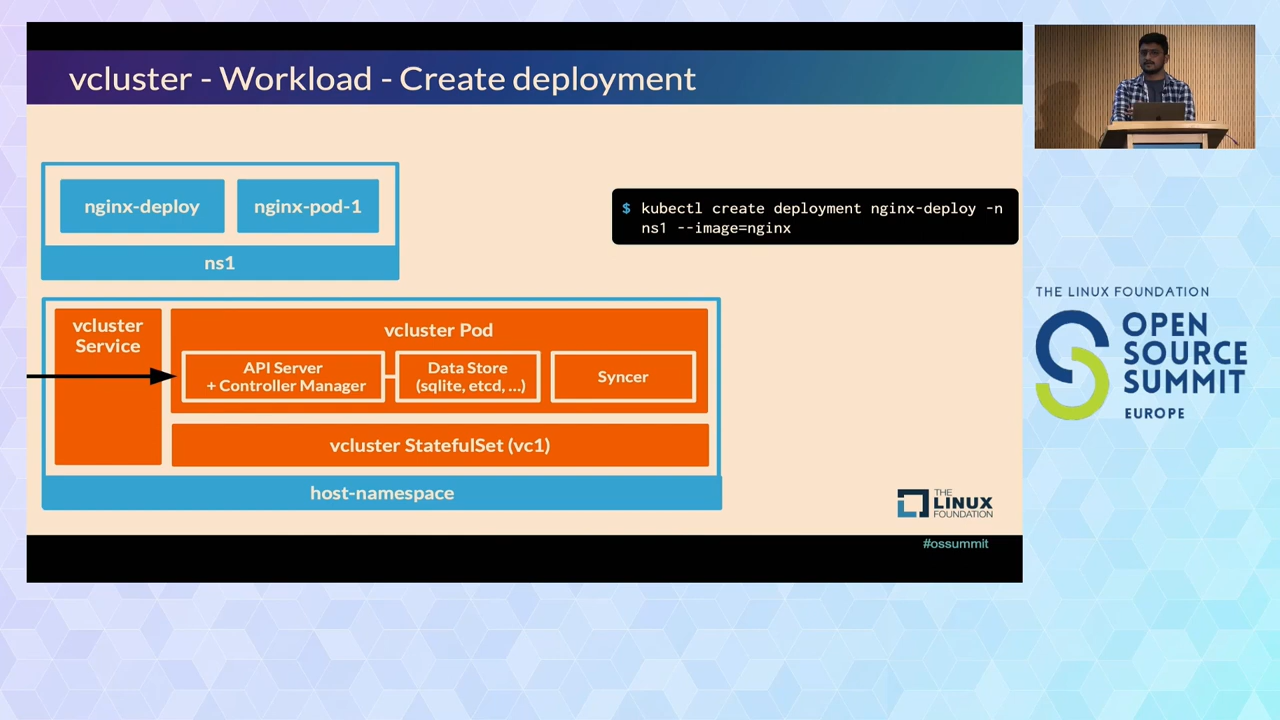 vcluster - Workload - Create deployment
nginx-deploy
nginx-pod-1
ns1
$ kubectl create deployment nginx-deploy -n
ns1 --image=nginx
vcluster
Service
vcluster Pod
API Server
+ Controller Manager
Data Store
(sqlite, etcd, ...)
Syncer
vcluster StatefulSet (vc1)
host-namespace
THE
LINUX
FOUNDATION
#ossummit
THE LINUX FOUNDATION
OPEN
SOURCE
SUMMIT
EUROPE